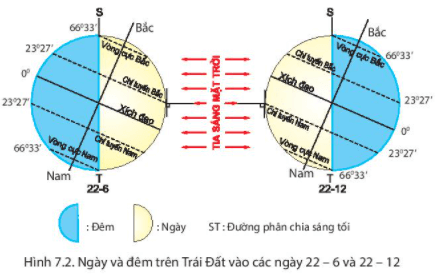 S
Bắc
66°33'
Vòng cực Bắc
23°27'
Chí tuyến Bắc
0°
Xích đạo
23°27'
Chí tuyến Nam
66°33'
Vòng cực Nam
Nam
T
22-6
TIA SÁNG MẶT TRỜI
S
Bắc
66°33'
Vòng cực Bắc
Chí tuyến Bắc
23°27'
Xích đạo
0°
Chí tuyến Nam
23°27'
Vòng cực Nam
66°33'
Nam
T
22-12
: Đêm
: Ngày
ST : Đường phân chia sáng tối
Hình 7.2. Ngày và đêm trên Trái Đất vào các ngày 22 – 6 và 22 – 12